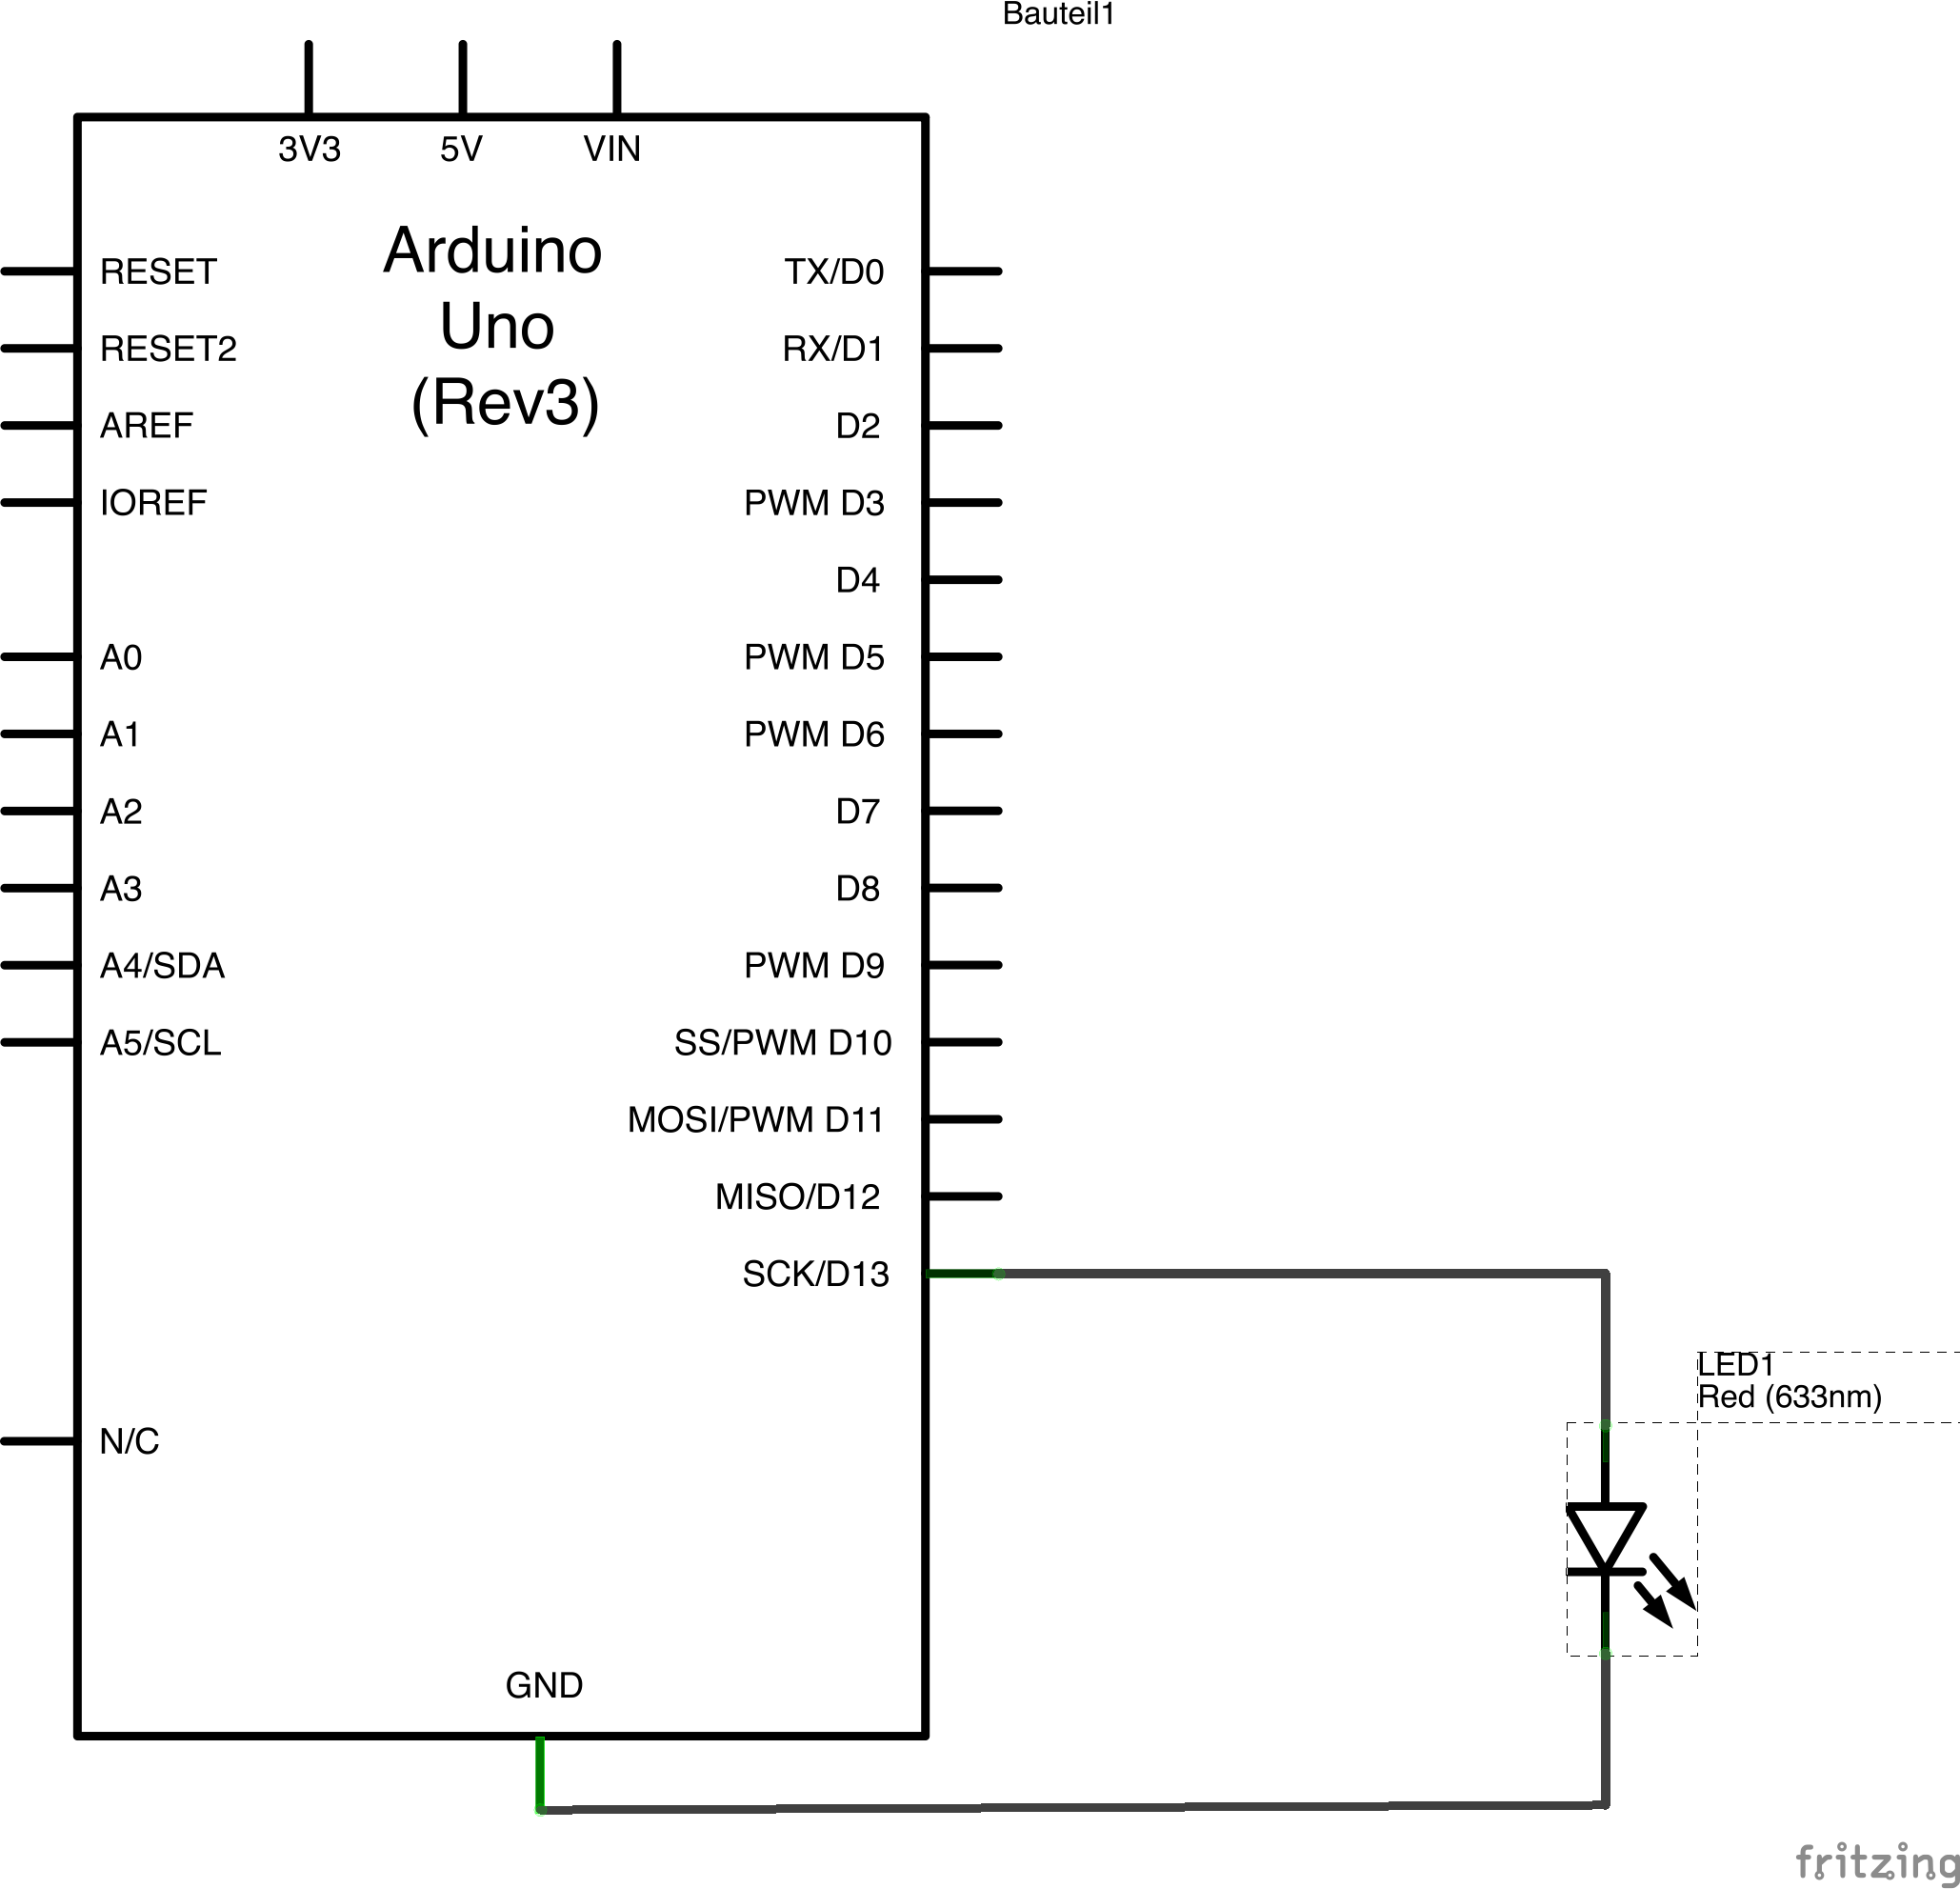 Bauteil1
3V3
5V
VIN
Arduino
Uno
(Rev3)
RESET
RESET2
AREF
IOREF
A0
A1
A2
A3
A4/SDA
A5/SCL
N/C
TX/D0
RX/D1
D2
PWM D3
D4
PWM D5
PWM D6
D7
D8
PWM D9
SS/PWM D10
MOSI/PWM D11
MISO/D12
SCK/D13
GND
LED1
Red (633nm)
fritzing